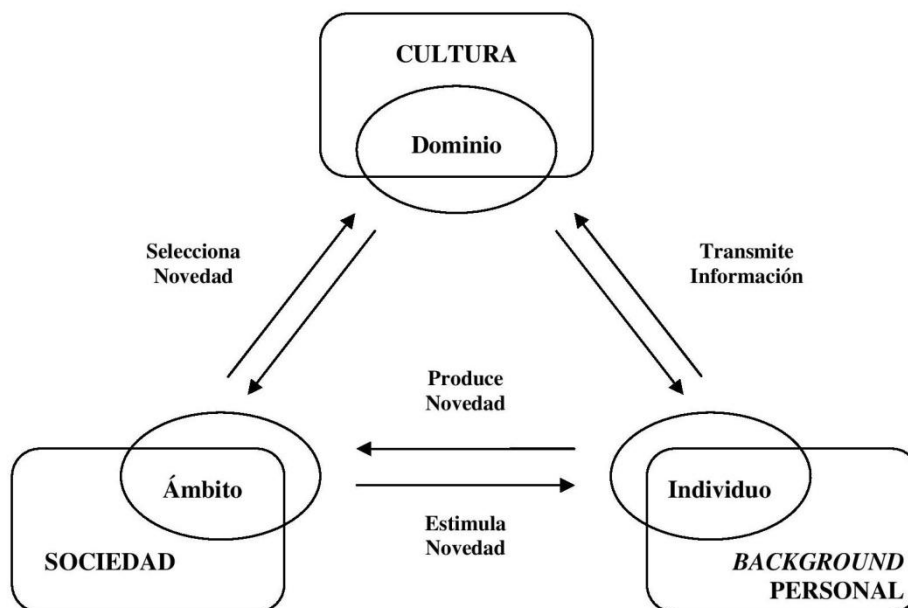 CULTURA
Dominio
Selecciona
Novedad
Transmite
Información
Produce
Novedad
Ámbito
Individuo
Estimula
Novedad
SOCIEDAD
BACKGROUND
PERSONAL